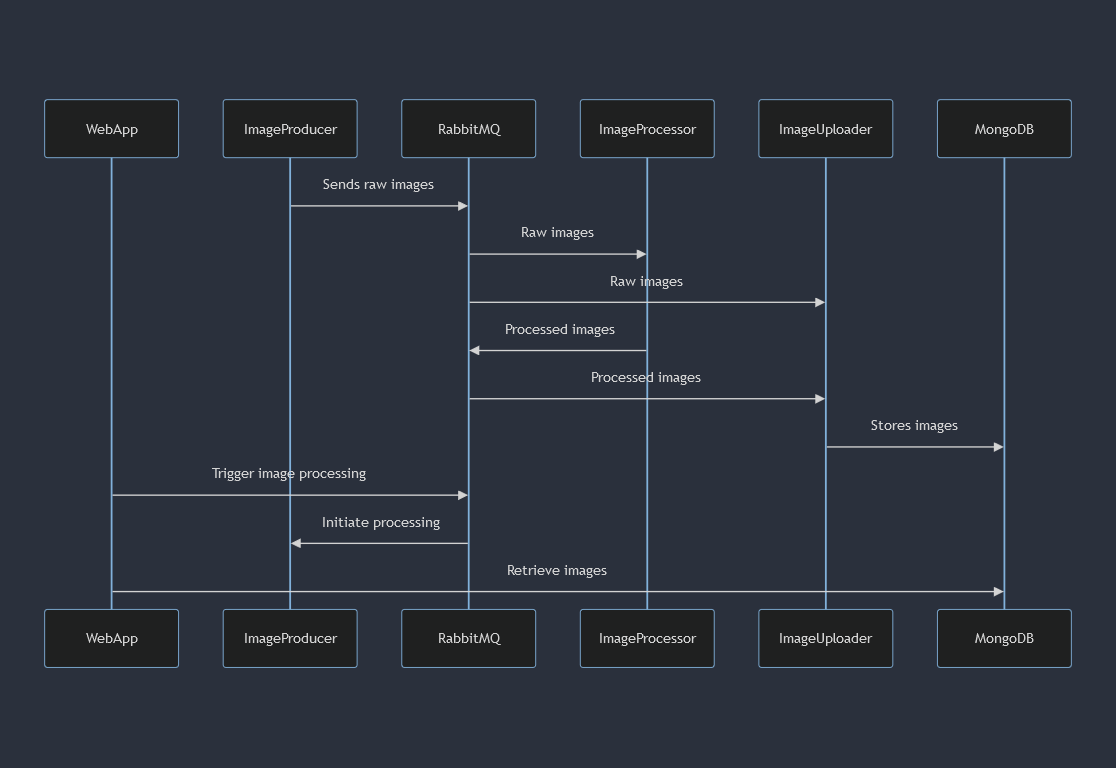 WebApp
ImageProducer
RabbitMQ
ImageProcessor
ImageUploader
MongoDB
Sends raw images
Raw images
Raw images
Processed images
Processed images
Stores images
Trigger image processing
Initiate processing
Retrieve images
WebApp
ImageProducer
RabbitMQ
ImageProcessor
ImageUploader
MongoDB